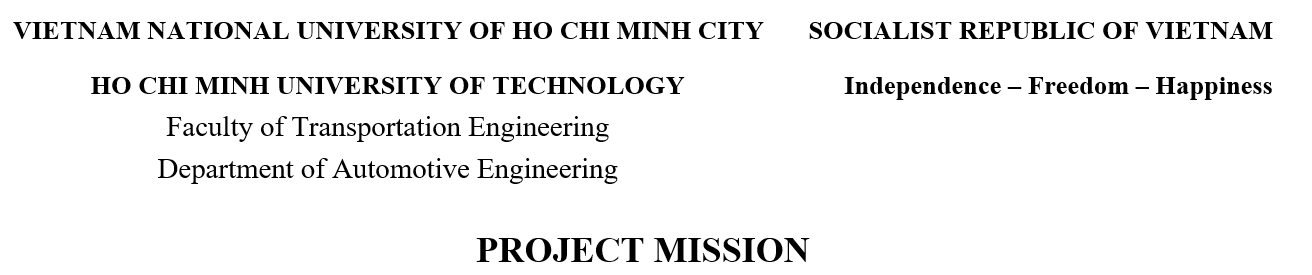 VIETNAM NATIONAL UNIVERSITY OF HO CHI MINH CITY
HO CHI MINH UNIVERSITY OF TECHNOLOGY
Faculty of Transportation Engineering
Department of Automotive Engineering
SOCIALIST REPUBLIC OF VIETNAM
Independence – Freedom – Happiness
PROJECT MISSION